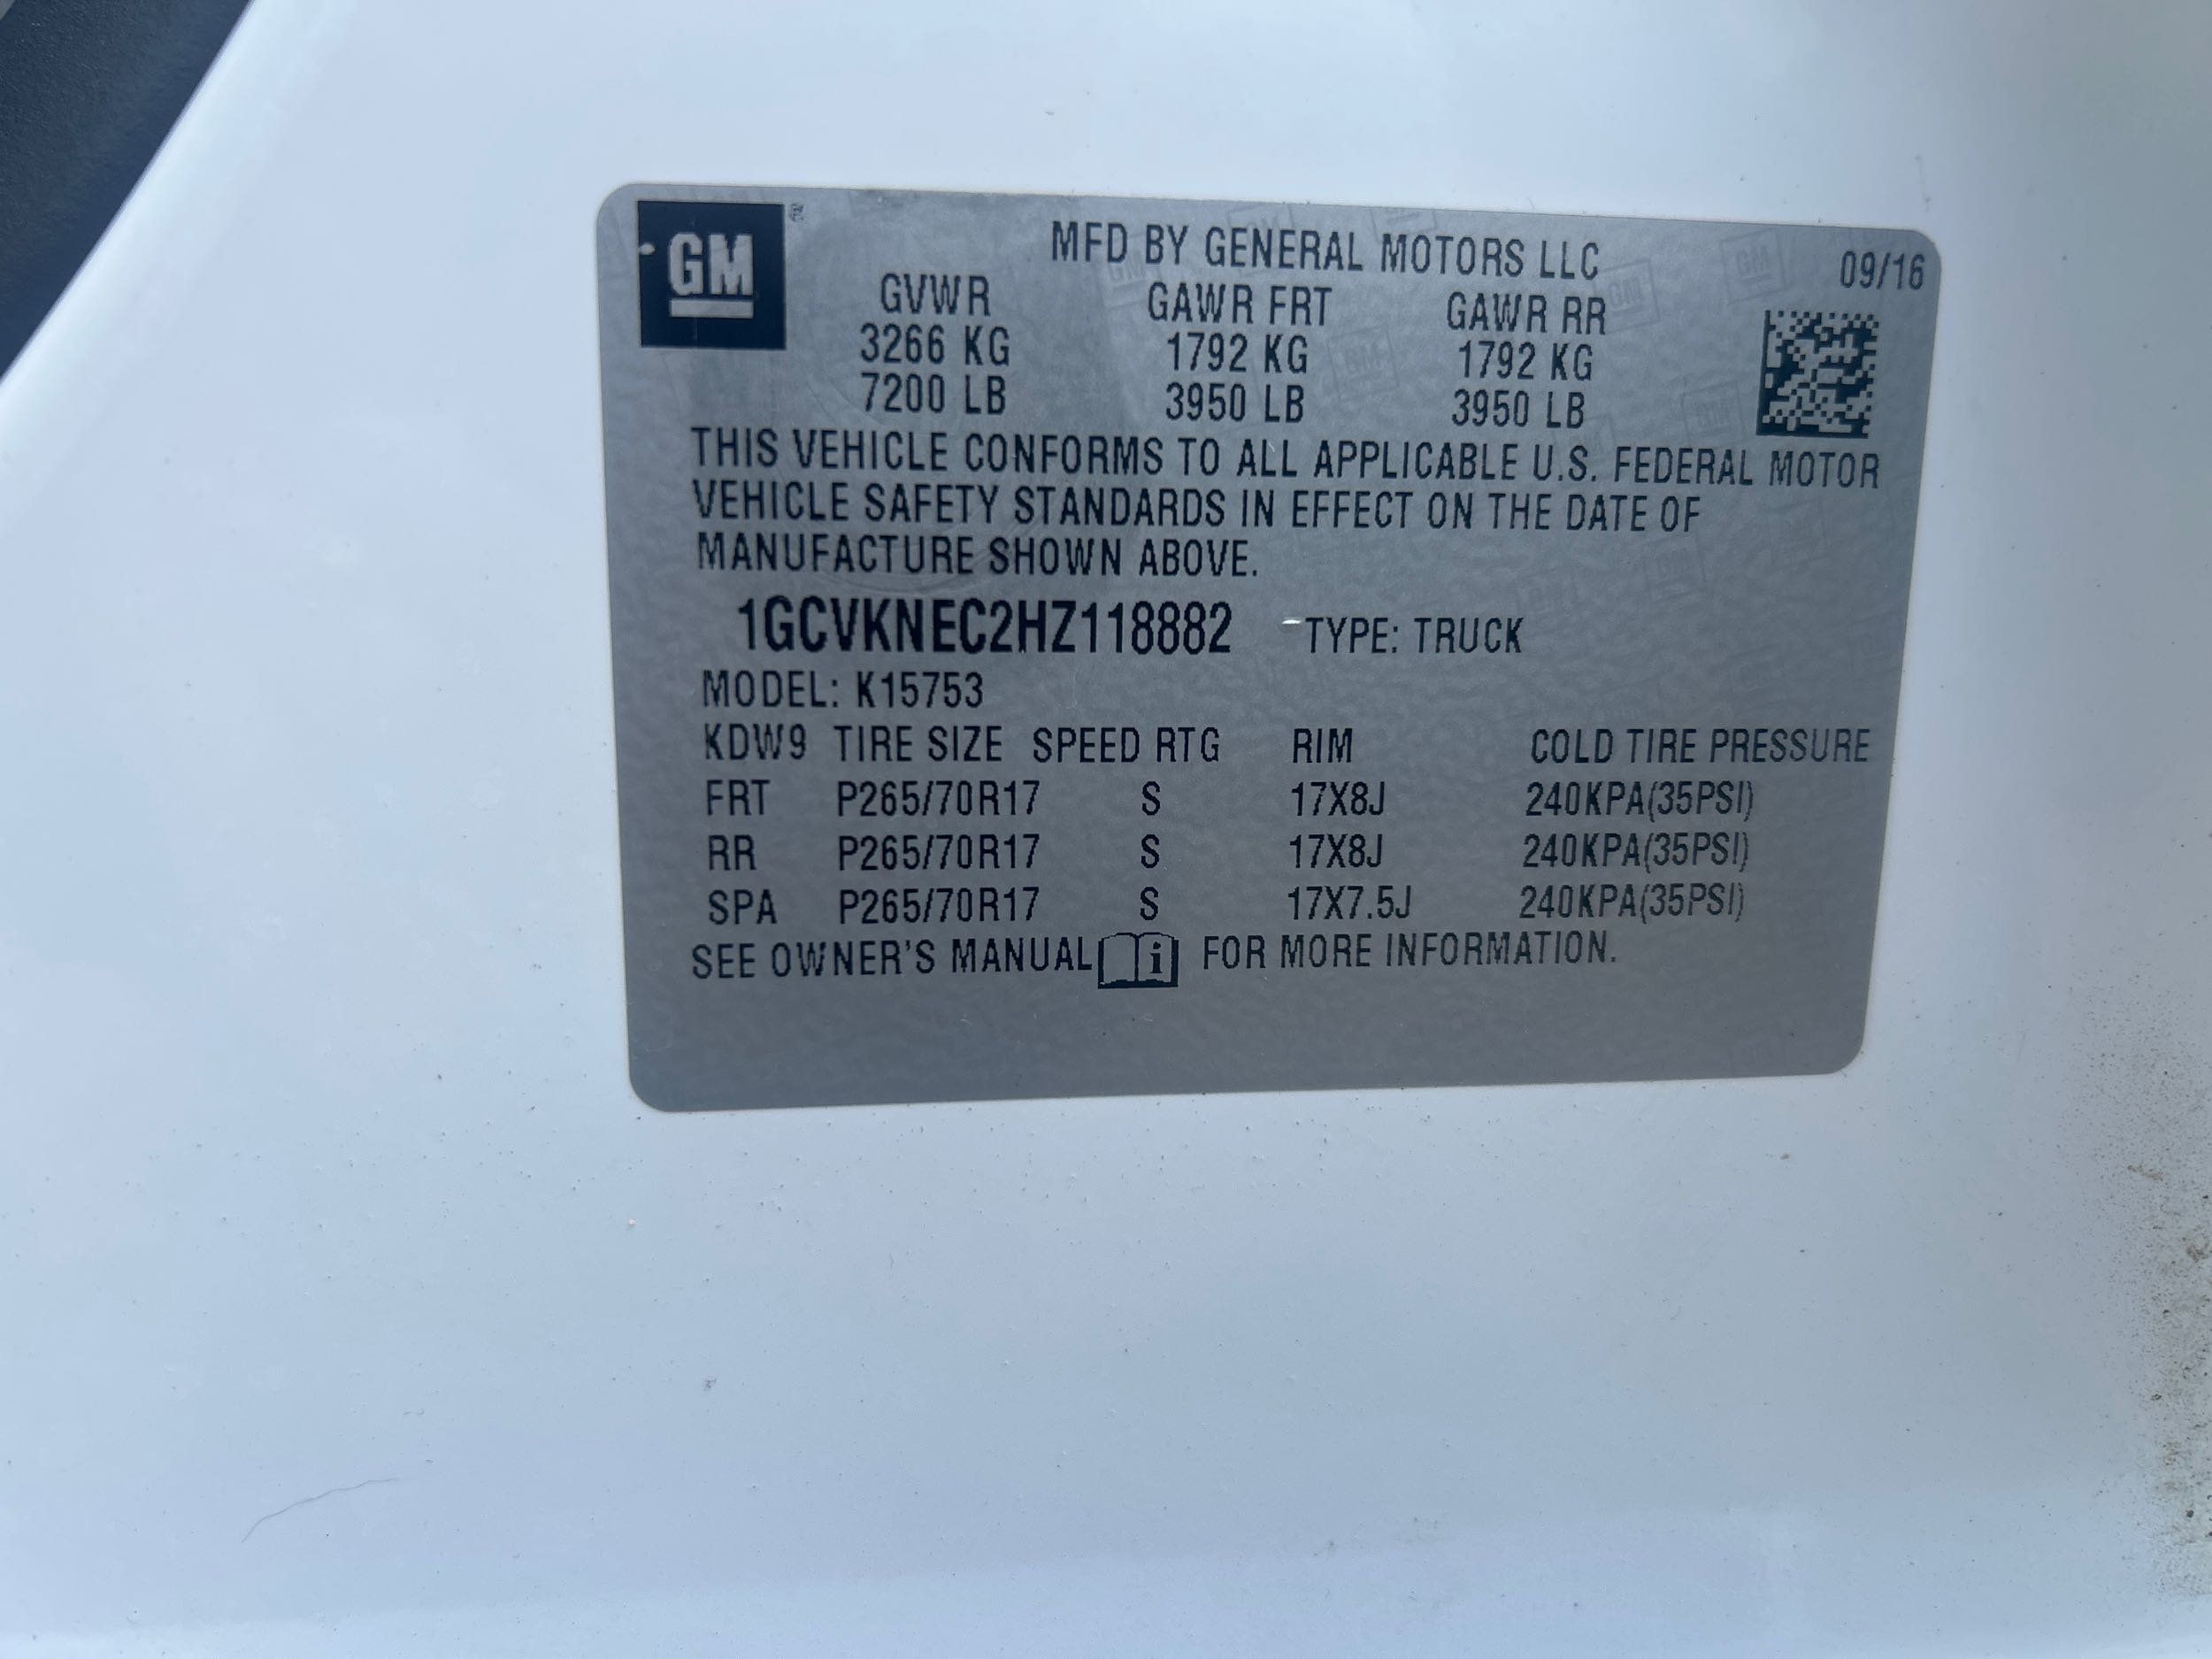 GM
MFD BY GENERAL MOTORS LLC 09/16
GVWR GAWR FRT GAWR RR
3266 KG 1792 KG 1792 KG
7200 LB 3950 LB 3950 LB
THIS VEHICLE CONFORMS TO ALL APPLICABLE U.S. FEDERAL MOTOR
VEHICLE SAFETY STANDARDS IN EFFECT ON THE DATE OF
MANUFACTURE SHOWN ABOVE.
1GCVKNEC2HZ118882 TYPE: TRUCK
MODEL: K15753
KDW9 TIRE SIZE SPEED RTG RIM COLD TIRE PRESSURE
FRT P265/70R17 S 17X8J 240KPA(35PSI)
RR P265/70R17 S 17X8J 240KPA(35PSI)
SPA P265/70R17 S 17X7.5J 240KPA(35PSI)
SEE OWNER'S MANUAL i FOR MORE INFORMATION.